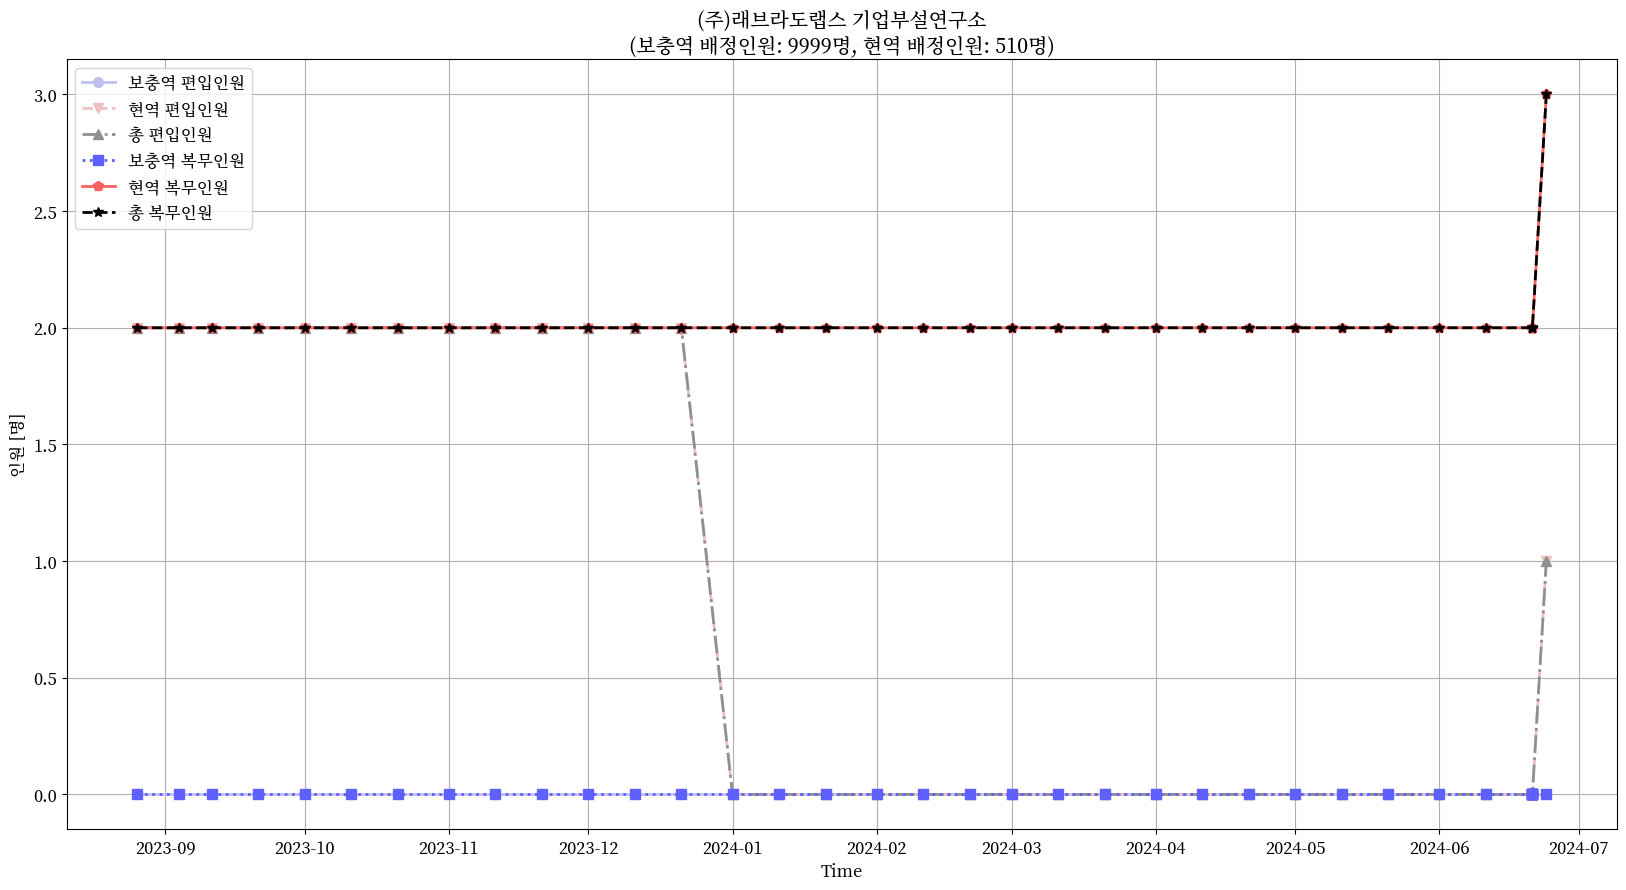 (주)래브라도랩스 기업부설연구소
(보충역 배정인원: 9999명, 현역 배정인원: 510명)
보충역 편입인원
현역 편입인원
총 편입인원
보충역 복무인원
현역 복무인원
총 복무인원
3.0
2.5
2.0
1.5
1.0
0.5
0.0
인원 [명]
2023-09 2023-10 2023-11 2023-12 2024-01 2024-02 2024-03 2024-04 2024-05 2024-06 2024-07
Time